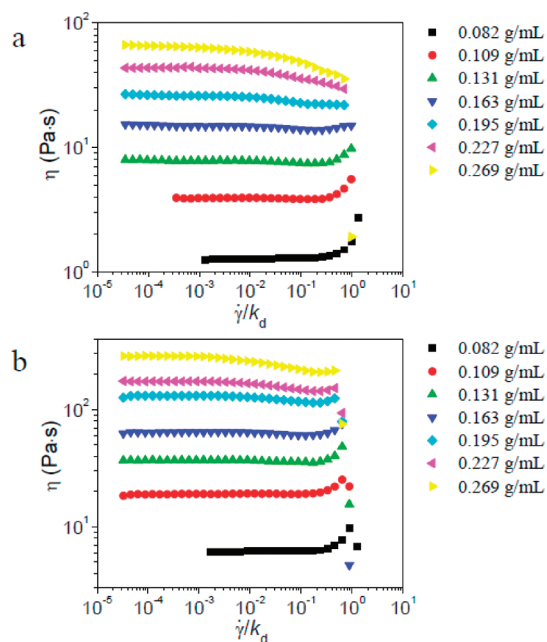 a
η (Pa·s)
10²
10¹
10⁰
10⁻⁵ 10⁻⁴ 10⁻³ 10⁻² 10⁻¹ 10⁰ 10¹
γ̇/k_d
0.082 g/mL
0.109 g/mL
0.131 g/mL
0.163 g/mL
0.195 g/mL
0.227 g/mL
0.269 g/mL
b
η (Pa·s)
10²
10¹
10⁻⁵ 10⁻⁴ 10⁻³ 10⁻² 10⁻¹ 10⁰ 10¹
γ̇/k_d
0.082 g/mL
0.109 g/mL
0.131 g/mL
0.163 g/mL
0.195 g/mL
0.227 g/mL
0.269 g/mL